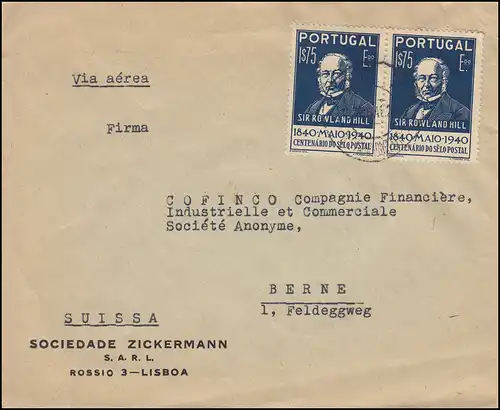 PORTUGAL
1$75 E.00
SIR ROWLAND HILL
1840·MAIO·1940
CENTENÁRIO DO SÊLO POSTAL
PORTUGAL
1$75 E.00
SIR ROWLAND HILL
1840·MAIO·1940
CENTENÁRIO DO SÊLO POSTAL
Via aérea
Firma
COFINCO Compagnie Financière,
Industrielle et Commerciale
Société Anonyme,
BERNE
1, Feldeggweg
SUISSA
SOCIEDADE ZICKERMANN
S. A. R. L.
ROSSIO 3—LISBOA